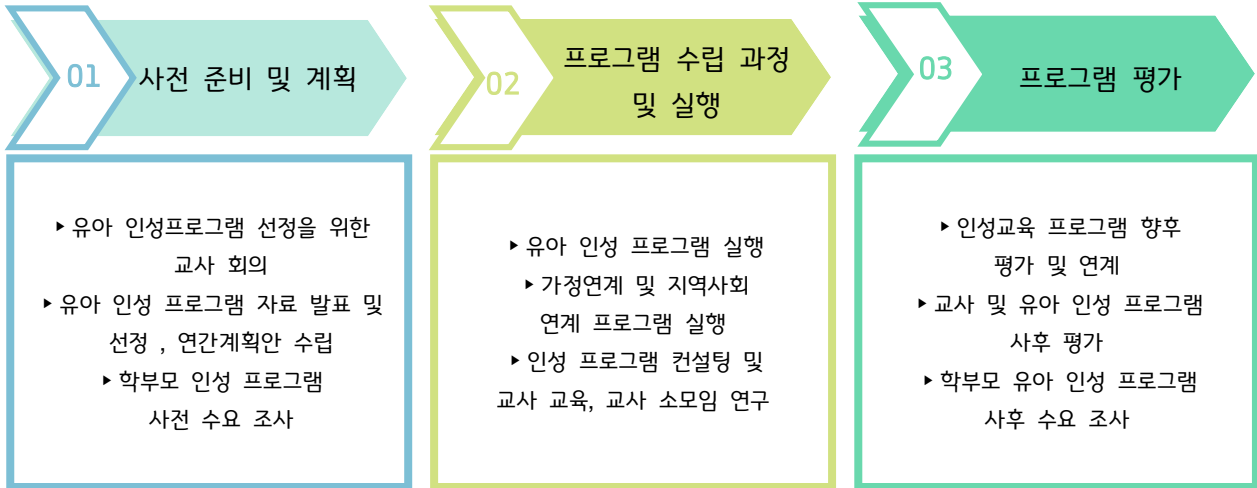 01
사전 준비 및 계획
▸유아 인성프로그램 선정을 위한
교사 회의
▸유아 인성 프로그램 자료 발표 및
선정 , 연간계획안 수립
▸학부모 인성 프로그램
사전 수요 조사
02
프로그램 수립 과정
및 실행
▸유아 인성 프로그램 실행
▸가정연계 및 지역사회
연계 프로그램 실행
▸인성 프로그램 컨설팅 및
교사 교육, 교사 소모임 연구
03
프로그램 평가
▸인성교육 프로그램 향후
평가 및 연계
▸교사 및 유아 인성 프로그램
사후 평가
▸학부모 유아 인성 프로그램
사후 수요 조사